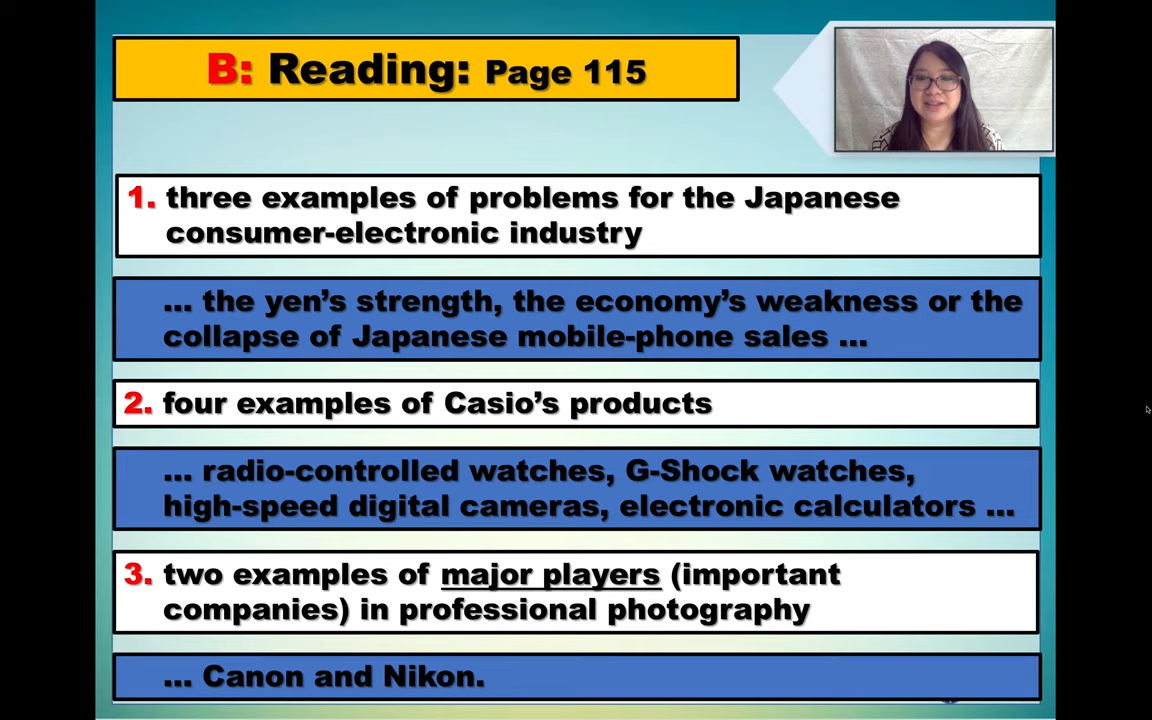 B: Reading: Page 115
1. three examples of problems for the Japanese
consumer-electronic industry
... the yen's strength, the economy's weakness or the
collapse of Japanese mobile-phone sales ...
2. four examples of Casio's products
... radio-controlled watches, G-Shock watches,
high-speed digital cameras, electronic calculators ...
3. two examples of major players (important
companies) in professional photography
... Canon and Nikon.